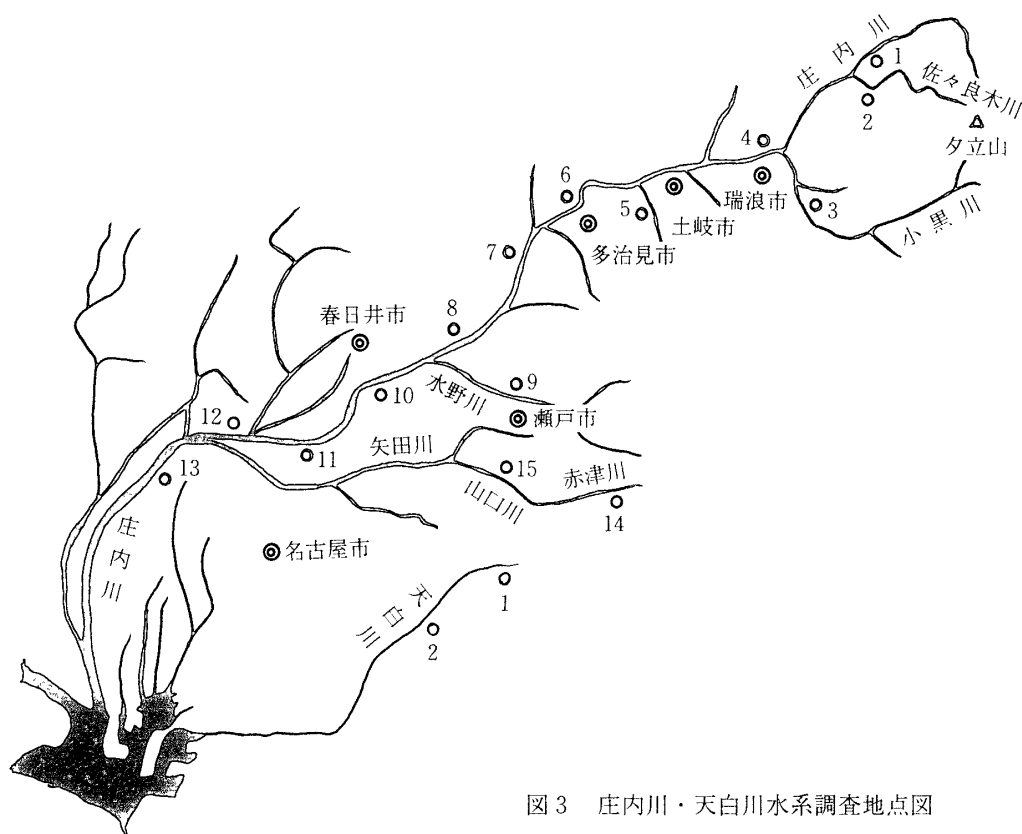 庄内川
1
佐々良木川
2
夕立山
4
瑞浪市
3
小黒川
6
5
土岐市
多治見市
7
春日井市
8
9
水野川
10
瀬戸市
12
矢田川
11
15
赤津川
13
山口川
14
庄内川
名古屋市
1
天白川
2
図3 庄内川・天白川水系調査地点図